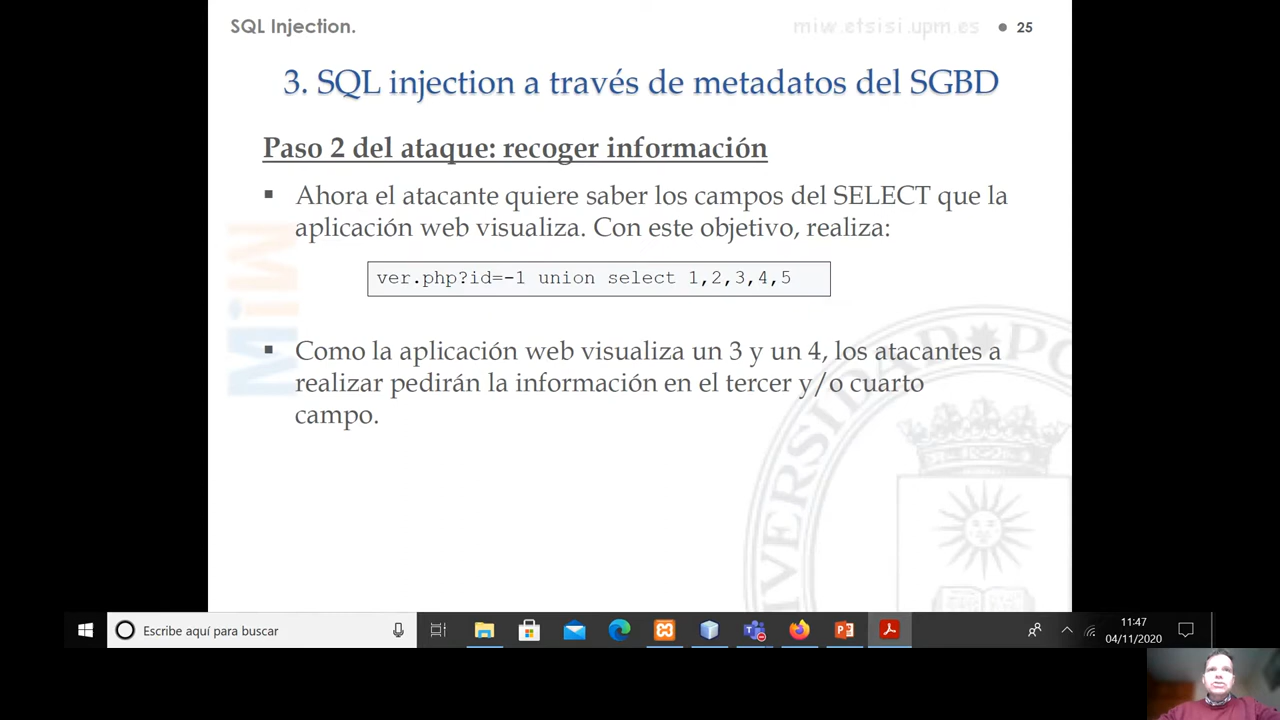 SQL Injection.
miw.etsisi.upm.es
25
3. SQL injection a través de metadatos del SGBD
Paso 2 del ataque: recoger información
Ahora el atacante quiere saber los campos del SELECT que la
aplicación web visualiza. Con este objetivo, realiza:
ver.php?id=-1 union select 1,2,3,4,5
Como la aplicación web visualiza un 3 y un 4, los atacantes a
realizar pedirán la información en el tercer y/o cuarto
campo.
MiW
UNIVERSIDAD PO
Escribe aquí para buscar
11:47
04/11/2020